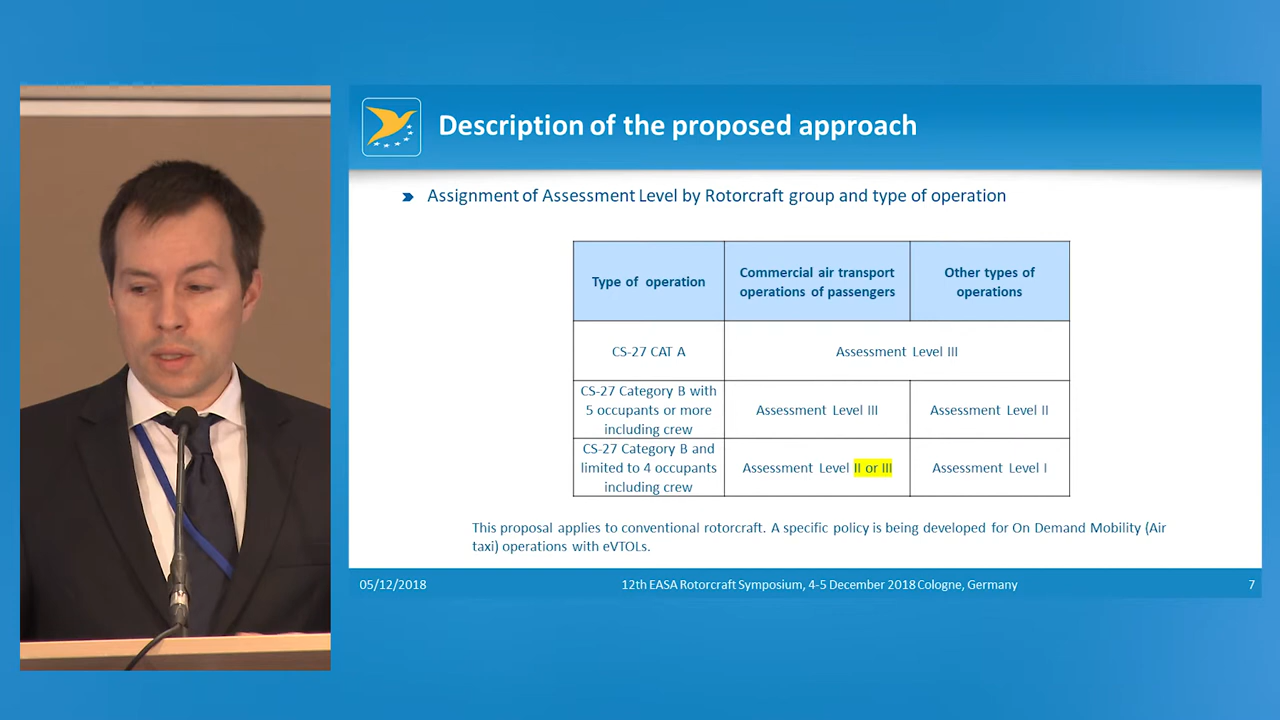 Description of the proposed approach
Assignment of Assessment Level by Rotorcraft group and type of operation
Type of operation
Commercial air transport
operations of passengers
Other types of
operations
CS-27 CAT A
Assessment Level III
CS-27 Category B with
5 occupants or more
including crew
Assessment Level III
Assessment Level II
CS-27 Category B and
limited to 4 occupants
including crew
Assessment Level II or III
Assessment Level I
This proposal applies to conventional rotorcraft. A specific policy is being developed for On Demand Mobility (Air
taxi) operations with eVTOLs.
05/12/2018
12th EASA Rotorcraft Symposium, 4-5 December 2018 Cologne, Germany
7